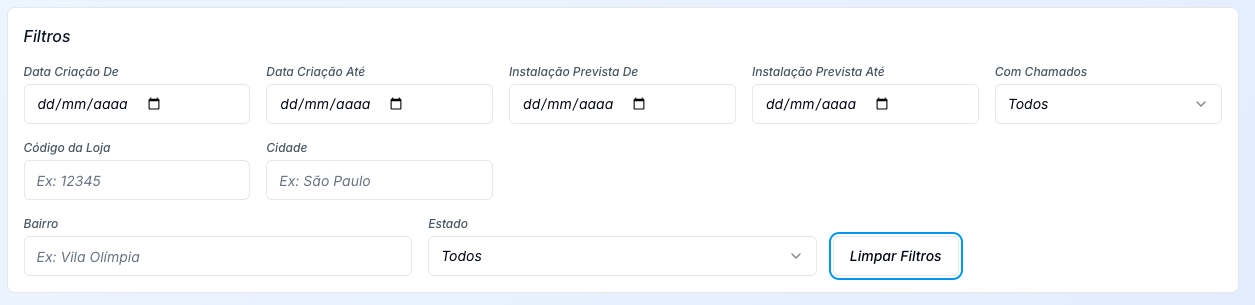 Filtros
Data Criação De
Data Criação Até
Instalação Prevista De
Instalação Prevista Até
Com Chamados
dd/mm/aaaa
dd/mm/aaaa
dd/mm/aaaa
dd/mm/aaaa
Todos
Código da Loja
Cidade
Ex: 12345
Ex: São Paulo
Bairro
Estado
Ex: Vila Olímpia
Todos
Limpar Filtros